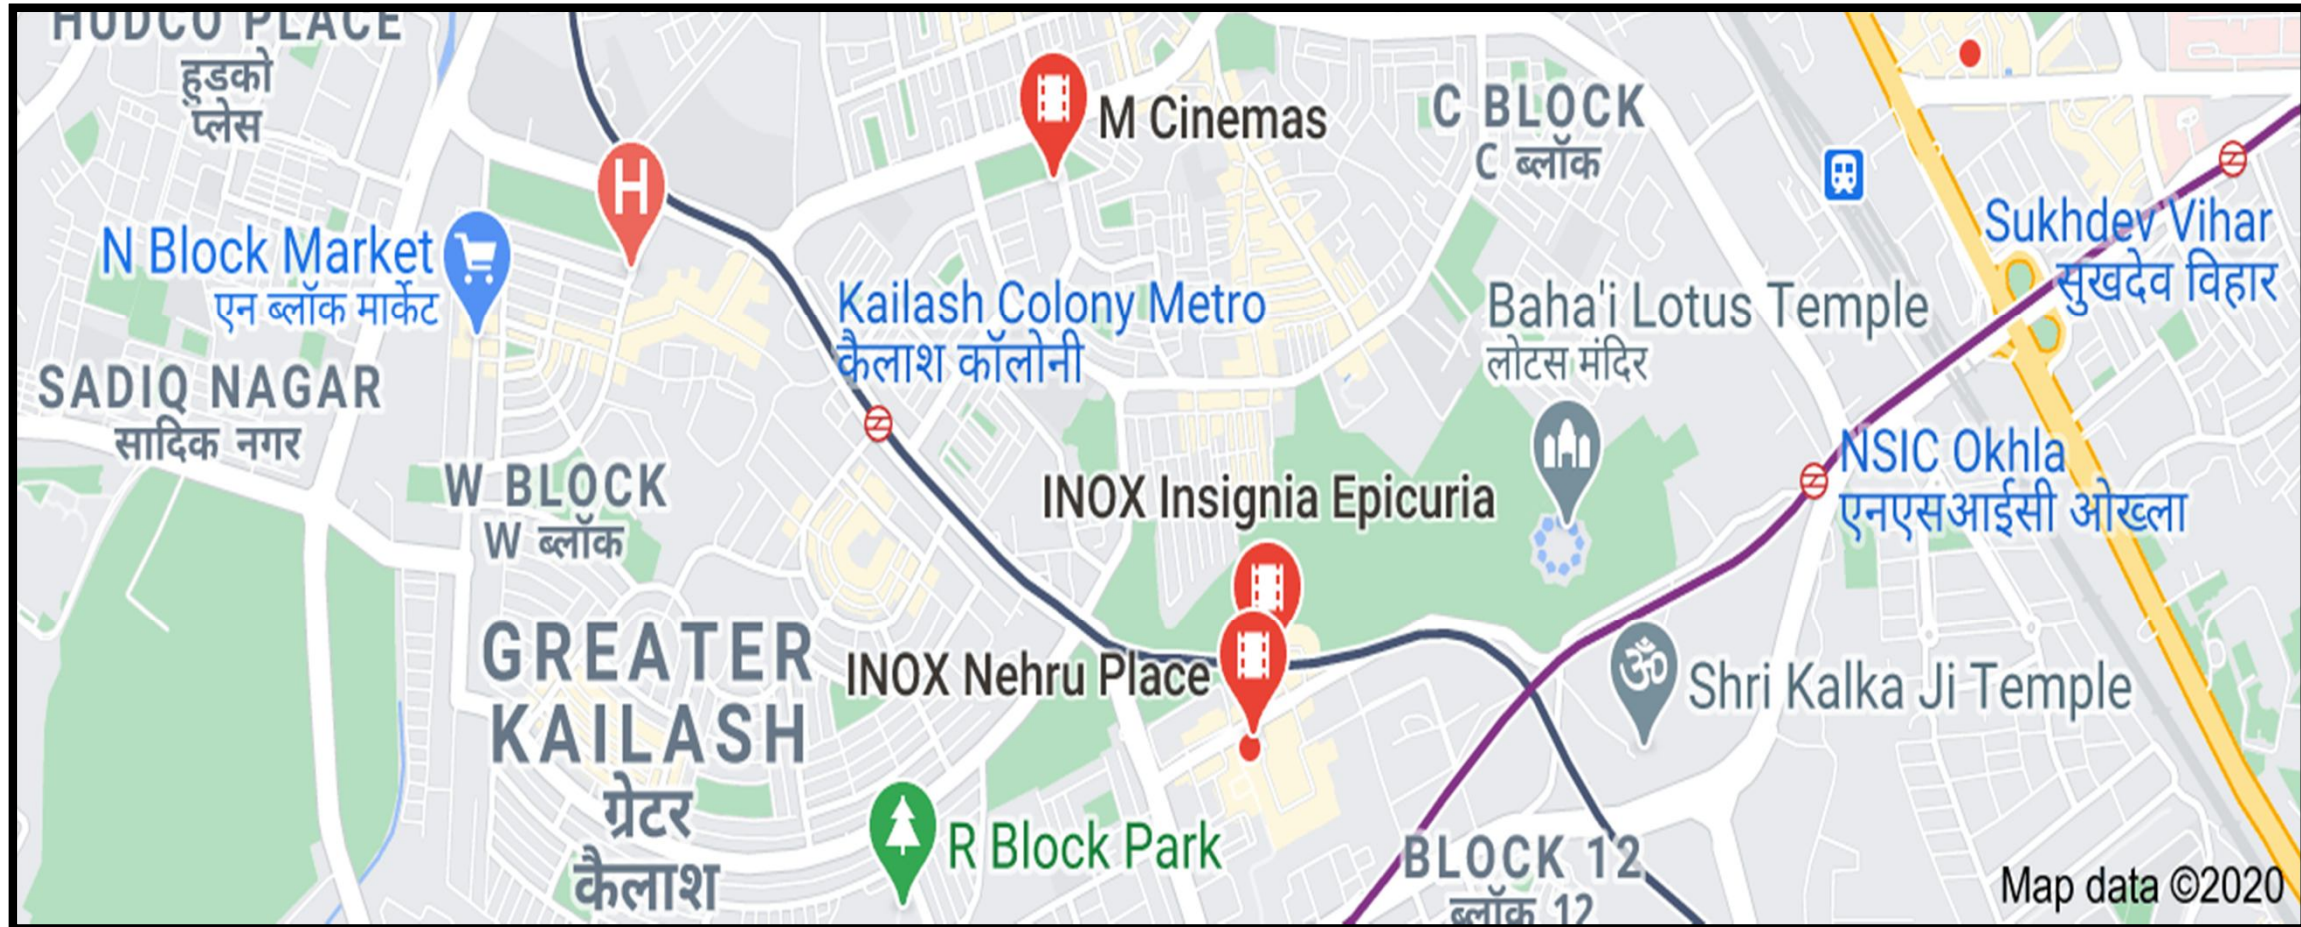 HUDCO PLACE
हुडको
प्लेस
M Cinemas
C BLOCK
C ब्लॉक
H
N Block Market
एन ब्लॉक मार्केट
Sukhdev Vihar
सुखदेव विहार
Kailash Colony Metro
कैलाश कॉलोनी
Baha'i Lotus Temple
लोटस मंदिर
SADIQ NAGAR
सादिक नगर
NSIC Okhla
एनएसआईसी ओख्ला
W BLOCK
W ब्लॉक
INOX Insignia Epicuria
GREATER
KAILASH
ग्रेटर
कैलाश
INOX Nehru Place
ॐ
Shri Kalka Ji Temple
R Block Park
BLOCK 12
ब्लॉक 12
Map data ©2020